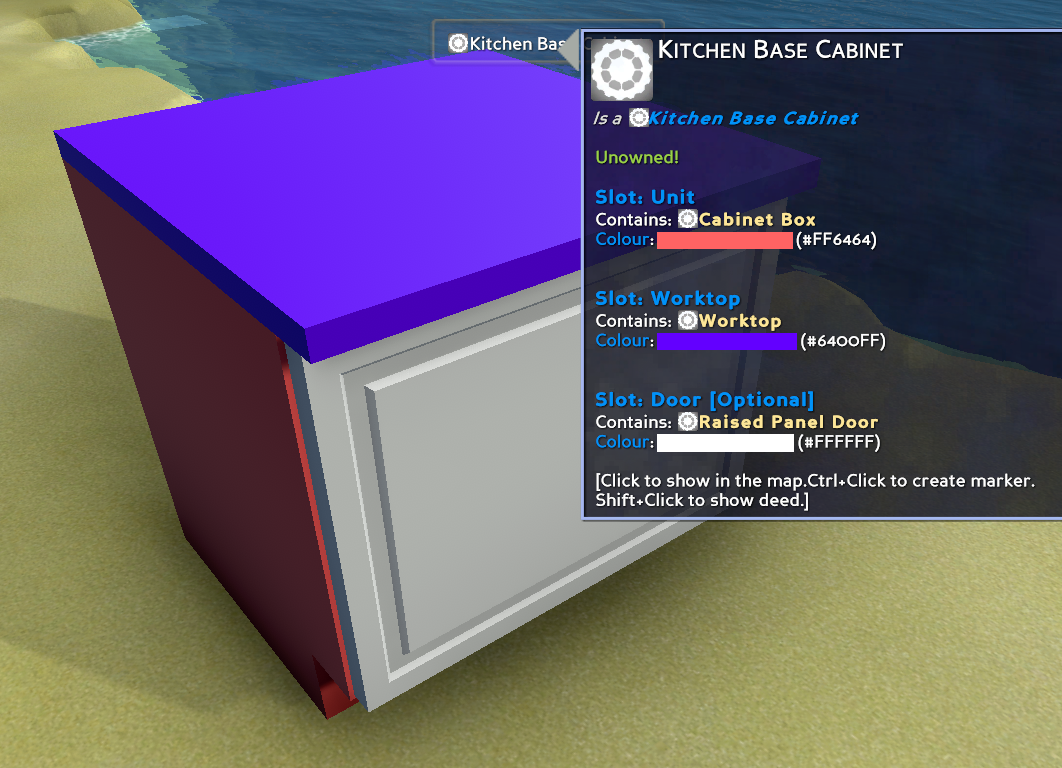 Kitchen Bas
KITCHEN BASE CABINET
Is a Kitchen Base Cabinet
Unowned!
Slot: Unit
Contains: Cabinet Box
Colour: (#FF6464)
Slot: Worktop
Contains: Worktop
Colour: (#6400FF)
Slot: Door [Optional]
Contains: Raised Panel Door
Colour: (#FFFFFF)
[Click to show in the map.Ctrl+Click to create marker.
Shift+Click to show deed.]